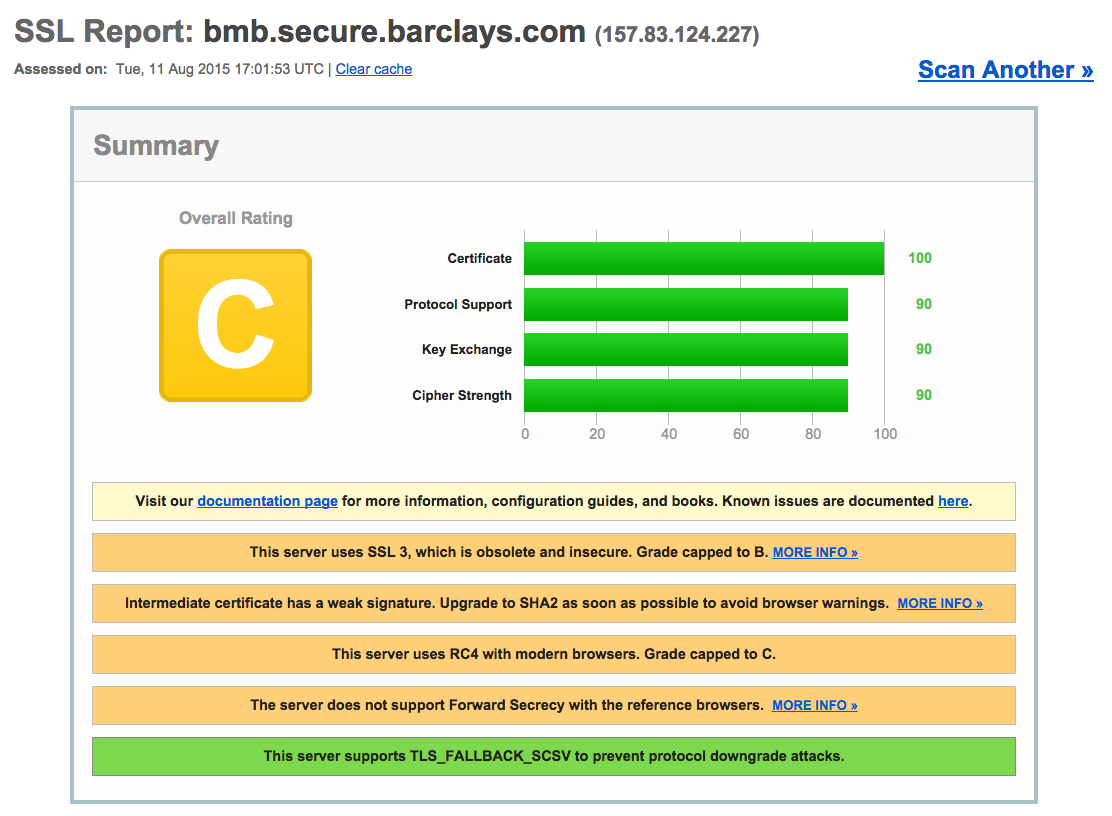 SSL Report: bmb.secure.barclays.com (157.83.124.227)
Assessed on: Tue, 11 Aug 2015 17:01:53 UTC | Clear cache
Scan Another »
Summary
Overall Rating
C
Certificate 100
Protocol Support 90
Key Exchange 90
Cipher Strength 90
0 20 40 60 80 100
Visit our documentation page for more information, configuration guides, and books. Known issues are documented here.
This server uses SSL 3, which is obsolete and insecure. Grade capped to B. MORE INFO »
Intermediate certificate has a weak signature. Upgrade to SHA2 as soon as possible to avoid browser warnings. MORE INFO »
This server uses RC4 with modern browsers. Grade capped to C.
The server does not support Forward Secrecy with the reference browsers. MORE INFO »
This server supports TLS_FALLBACK_SCSV to prevent protocol downgrade attacks.